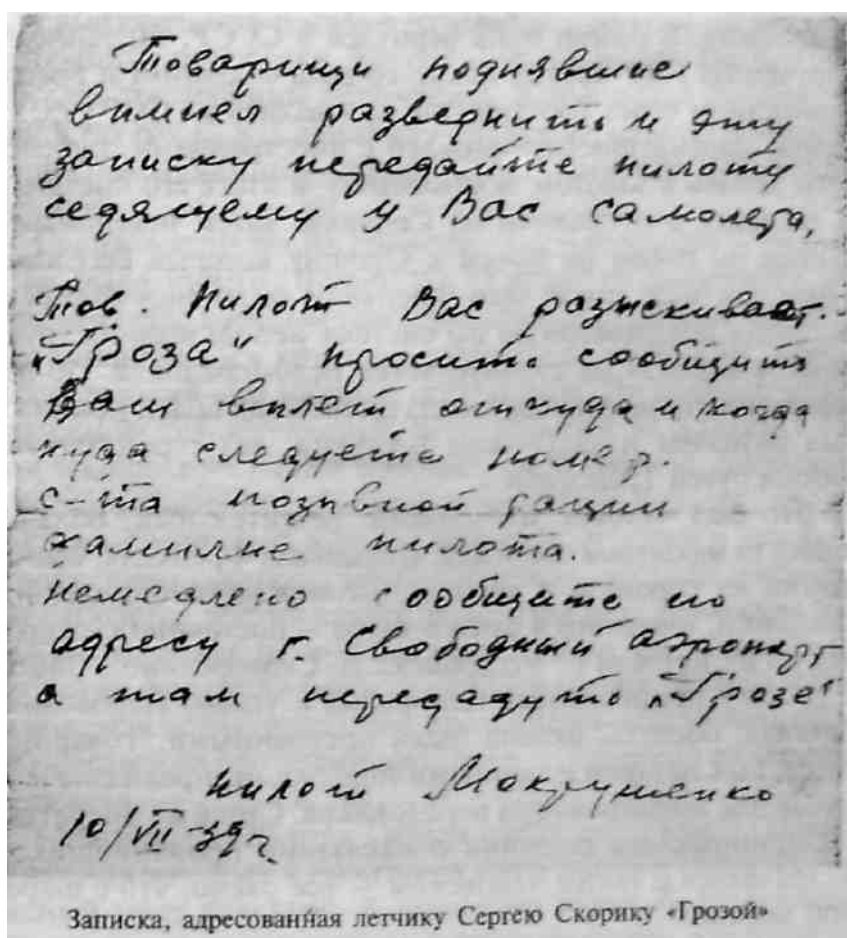 Товарищи поднявшие
вымпел разверните и эту
записку передайте пилоту
седящему у Вас самолета,
Тов. Пилот Вас разыскивает.
„Гроза" просит сообщить
Ваш вылет откуда и когда
куда следуете номер.
с-та позывной рации
фамилие пилота.
немедлено сообщите по
адресу г. Свободный аэропорт
а там передадуть „Грозе"
пилот Мокрушенко
10/VII-39г.
Записка, адресованная летчику Сергею Скорику «Грозой»